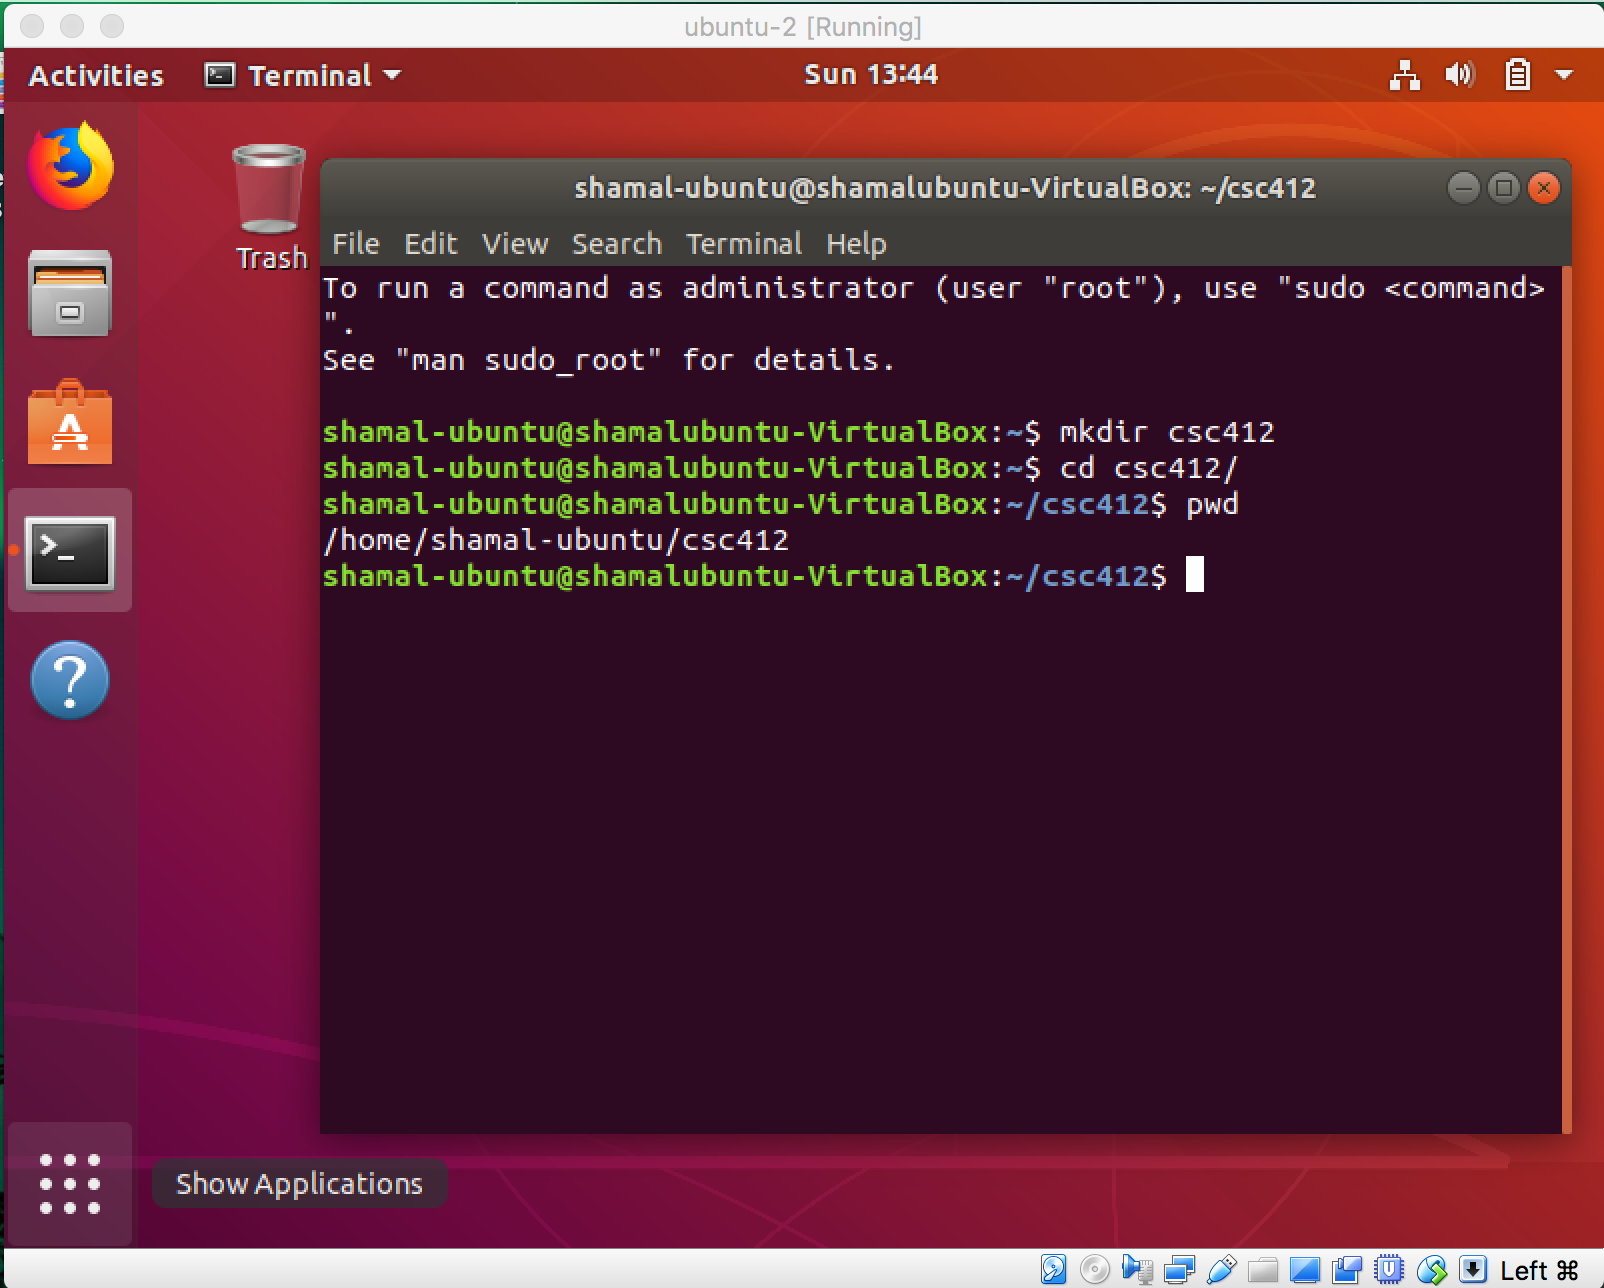 ubuntu-2 [Running]
Activities Terminal Sun 13:44
Trash
shamal-ubuntu@shamalubuntu-VirtualBox: ~/csc412
File Edit View Search Terminal Help
To run a command as administrator (user "root"), use "sudo <command>
".
See "man sudo_root" for details.
shamal-ubuntu@shamalubuntu-VirtualBox:~$ mkdir csc412
shamal-ubuntu@shamalubuntu-VirtualBox:~$ cd csc412/
shamal-ubuntu@shamalubuntu-VirtualBox:~/csc412$ pwd
/home/shamal-ubuntu/csc412
shamal-ubuntu@shamalubuntu-VirtualBox:~/csc412$
Show Applications
Left ⌘